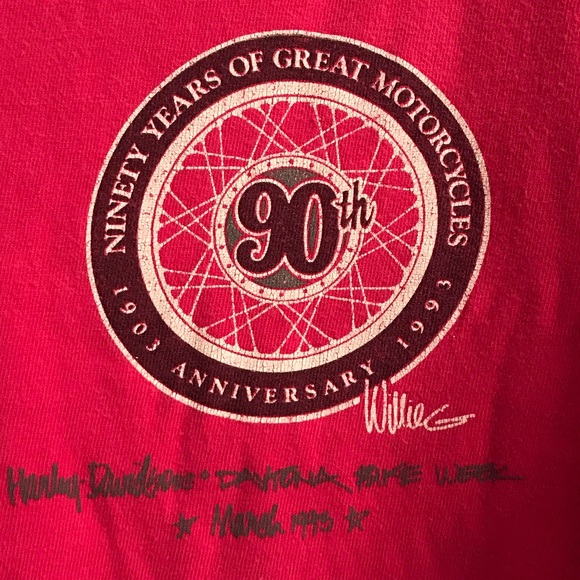 NINETY YEARS OF GREAT MOTORCYCLES
90th
1903 ANNIVERSARY 1993
Willie G
Harley-Davidson® DAYTONA BIKE WEEK
★ March 1993 ★